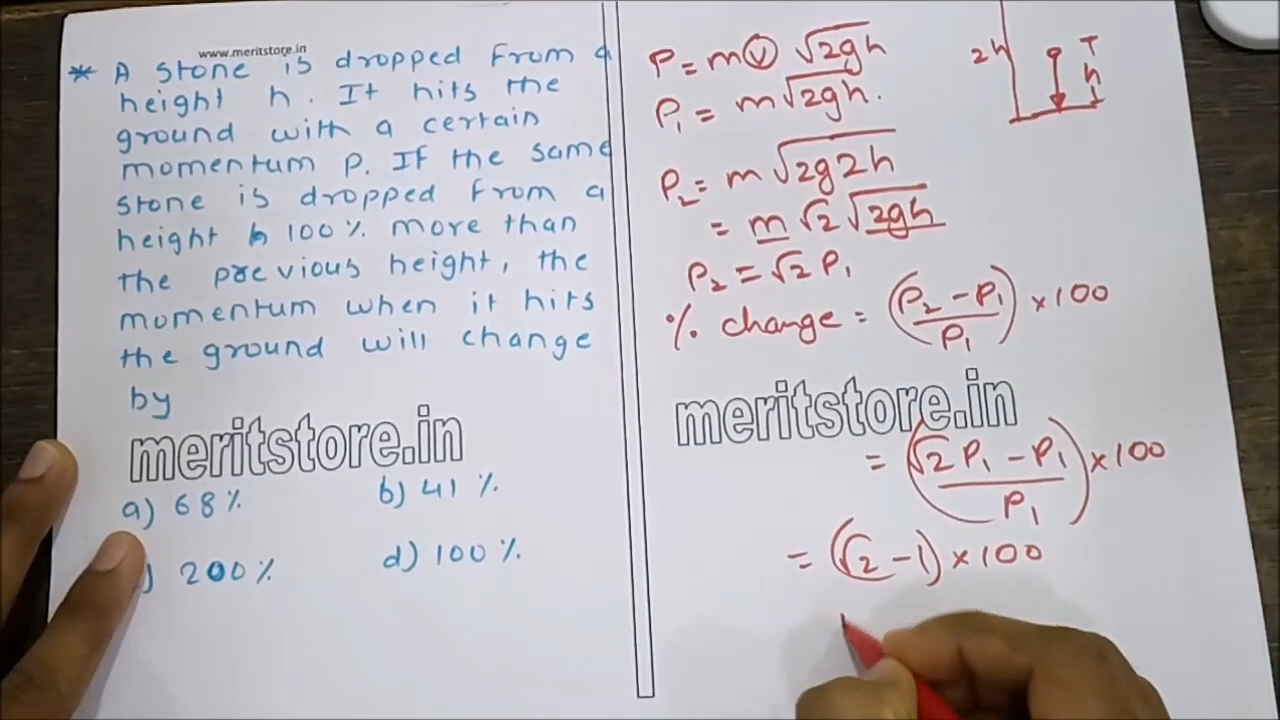 www.meritstore.in
* A stone is dropped from a
height h. It hits the
ground with a certain
momentum p. If the same
stone is dropped from a
height 100% more than
the previous height, the
momentum when it hits
the ground will change
by
meritstore.in
a) 68% b) 41%
) 200% d) 100%
P = mv √2gh
P₁ = m√2gh.
P₂ = m√2g2h
= m√2 √2gh
P₂ = √2 P₁
% change = (P₂ - P₁ / P₁) × 100
meritstore.in
= (√2 P₁ - P₁ / P₁) × 100
= (√2 - 1) × 100
2h
h